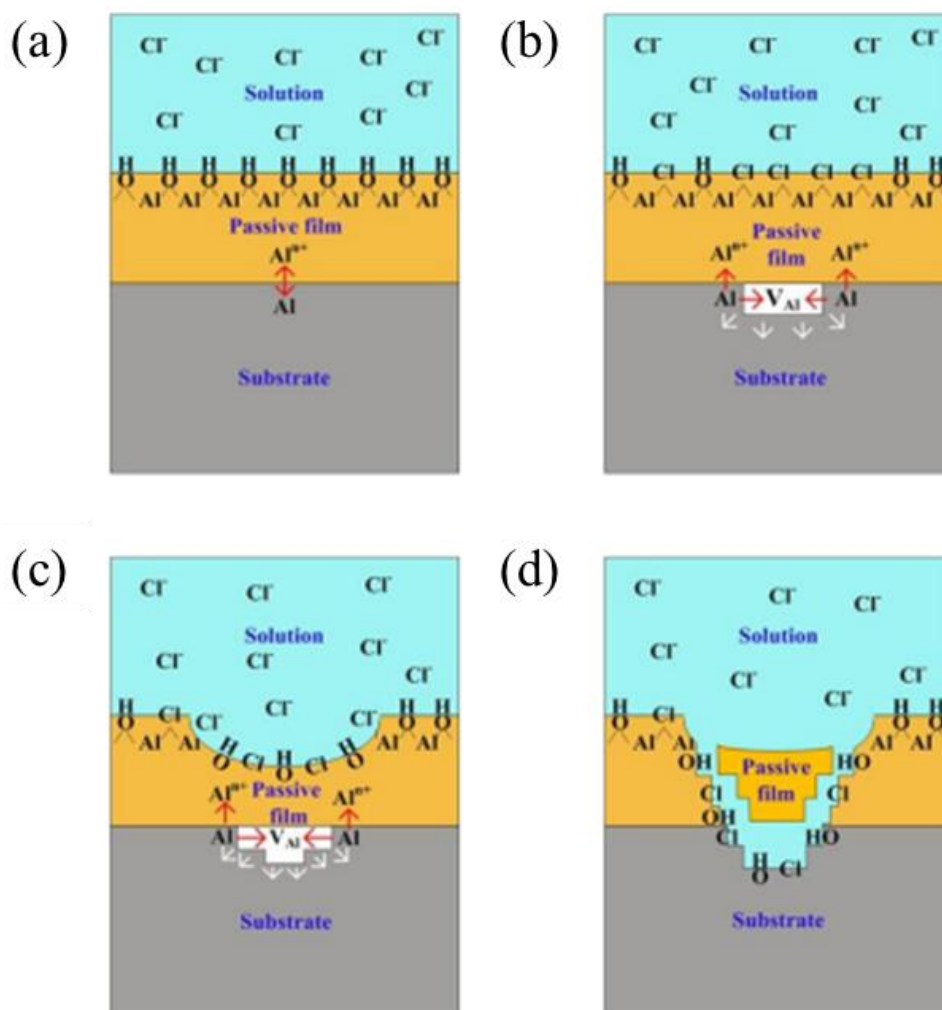 (a)
Cl⁻ Cl⁻ Cl⁻ Cl⁻ Cl⁻
Solution Cl⁻
Cl⁻ Cl⁻ Cl⁻
H H H H H H H H H
O O O O O O O O O
Al Al Al Al Al Al Al Al
Passive film
Alⁿ⁺
Al
Substrate
(b)
Cl⁻ Cl⁻ Cl⁻ Cl⁻
Cl⁻ Solution Cl⁻
Cl⁻ Cl⁻ Cl⁻
H H H H
O Cl O Cl Cl Cl Cl O O
Al Al Al Al Al Al Al Al
Passive
film
Alⁿ⁺ Alⁿ⁺
Al V_Al Al
Substrate
(c)
Cl⁻ Cl⁻ Cl⁻
Solution
Cl⁻ Cl⁻ Cl⁻ Cl⁻
Cl⁻
H Cl Cl⁻ Cl⁻ H H
O O O
Al Al Al Al
HO Cl HO Cl HO
Passive
film
Alⁿ⁺ Alⁿ⁺
Al V_Al Al
Substrate
(d)
Cl⁻ Cl⁻ Cl⁻
Solution
Cl⁻ Cl⁻ Cl⁻
Cl⁻
H Cl H H
O O O
Al Al Al Al
OH Passive HO
film
Cl Cl
OH
Cl HO
HO Cl
Substrate